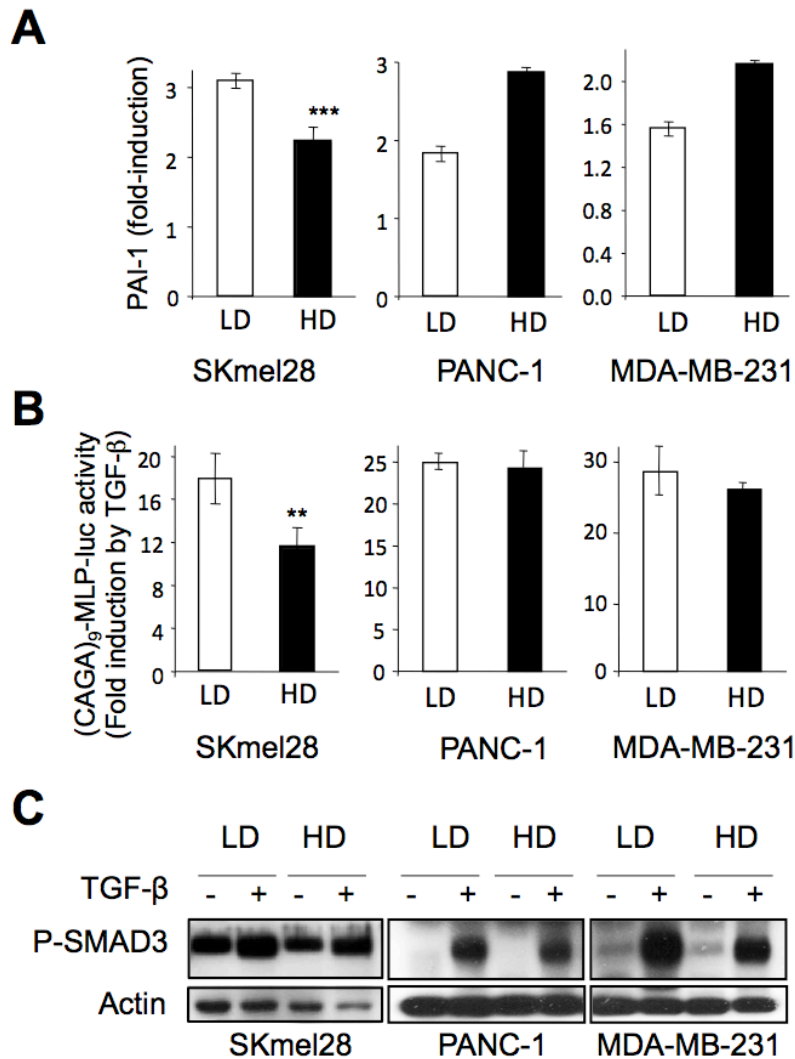 A
PAI-1 (fold-induction)
3
2
1
0
***
LD HD
SKmel28
3
2
1
0
LD HD
PANC-1
2.0
1.6
1.2
0.8
0.4
0.0
LD HD
MDA-MB-231
B
(CAGA)9-MLP-luc activity
(Fold induction by TGF-β)
20
16
12
8
4
0
**
LD HD
SKmel28
25
20
15
10
5
0
LD HD
PANC-1
30
20
10
0
LD HD
MDA-MB-231
C
LD HD LD HD LD HD
TGF-β - + - + - + - + - + - +
P-SMAD3
Actin
SKmel28 PANC-1 MDA-MB-231